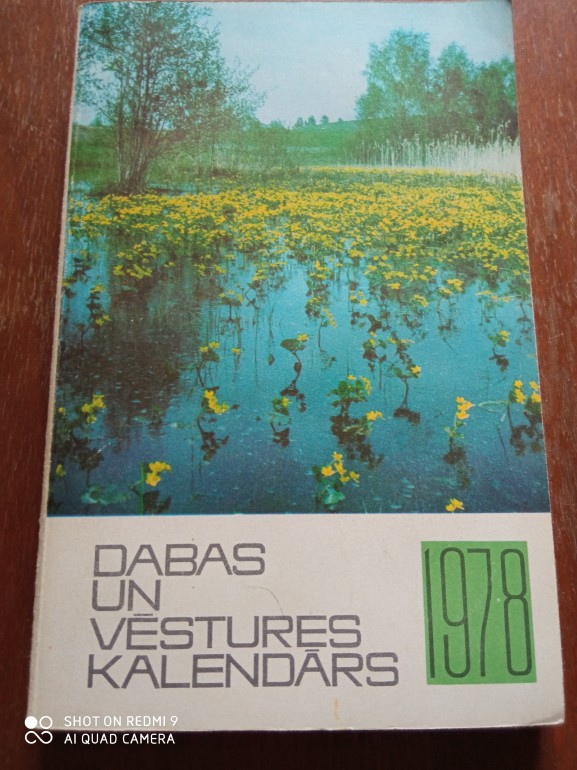 DABAS
UN
VĒSTURES
KALENDĀRS
1978
SHOT ON REDMI 9
AI QUAD CAMERA